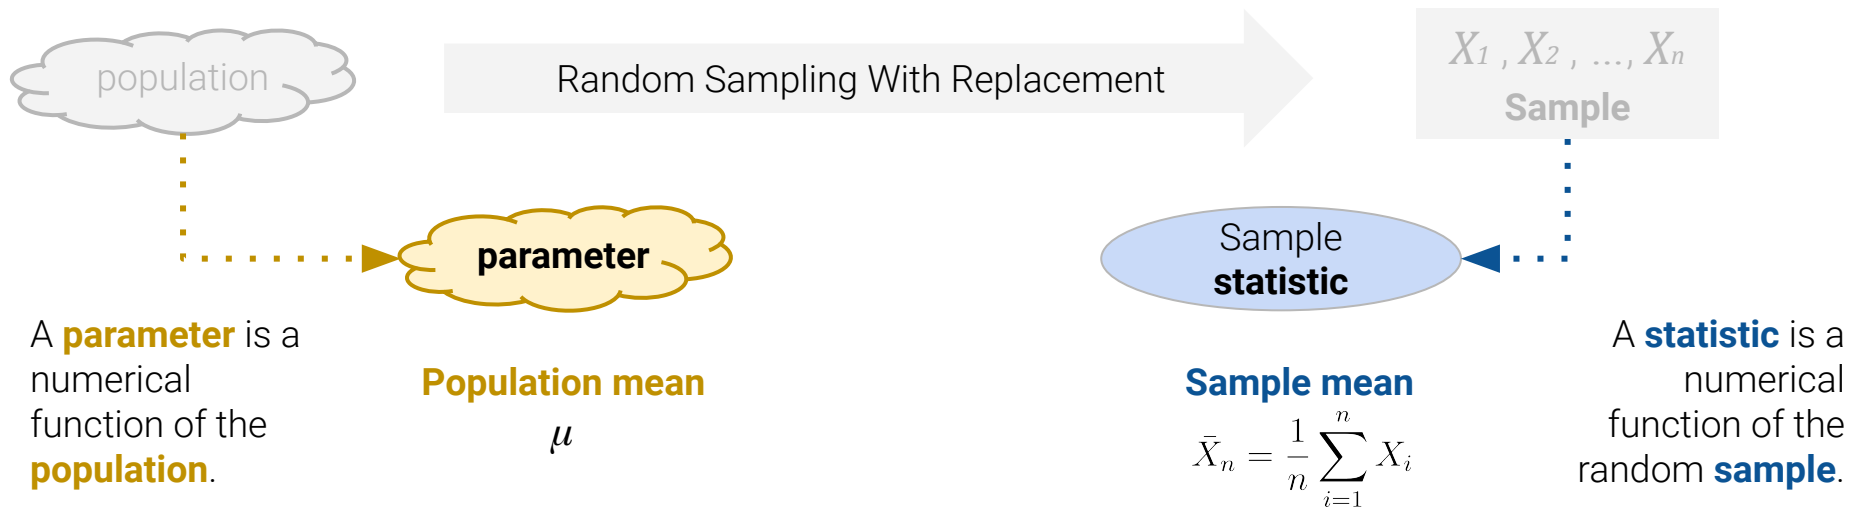 population
Random Sampling With Replacement
X1 , X2 , ..., Xn
Sample
parameter
Sample
statistic
A parameter is a
numerical
function of the
population.
Population mean
μ
Sample mean
X̄n = 1/n ∑i=1n Xi
A statistic is a
numerical
function of the
random sample.